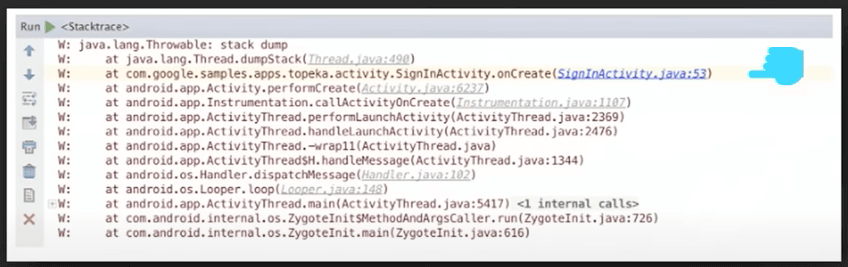 Run <Stacktrace>
W: java.lang.Throwable: stack dump
W: at java.lang.Thread.dumpStack(Thread.java:490)
W: at com.google.samples.apps.topeka.activity.SignInActivity.onCreate(SignInActivity.java:53)
W: at android.app.Activity.performCreate(Activity.java:6237)
W: at android.app.Instrumentation.callActivityOnCreate(Instrumentation.java:1107)
W: at android.app.ActivityThread.performLaunchActivity(ActivityThread.java:2369)
W: at android.app.ActivityThread.handleLaunchActivity(ActivityThread.java:2476)
W: at android.app.ActivityThread.-wrap11(ActivityThread.java)
W: at android.app.ActivityThread$H.handleMessage(ActivityThread.java:1344)
W: at android.os.Handler.dispatchMessage(Handler.java:102)
W: at android.os.Looper.loop(Looper.java:148)
W: at android.app.ActivityThread.main(ActivityThread.java:5417) <1 internal calls>
W: at com.android.internal.os.ZygoteInit$MethodAndArgsCaller.run(ZygoteInit.java:726)
W: at com.android.internal.os.ZygoteInit.main(ZygoteInit.java:616)